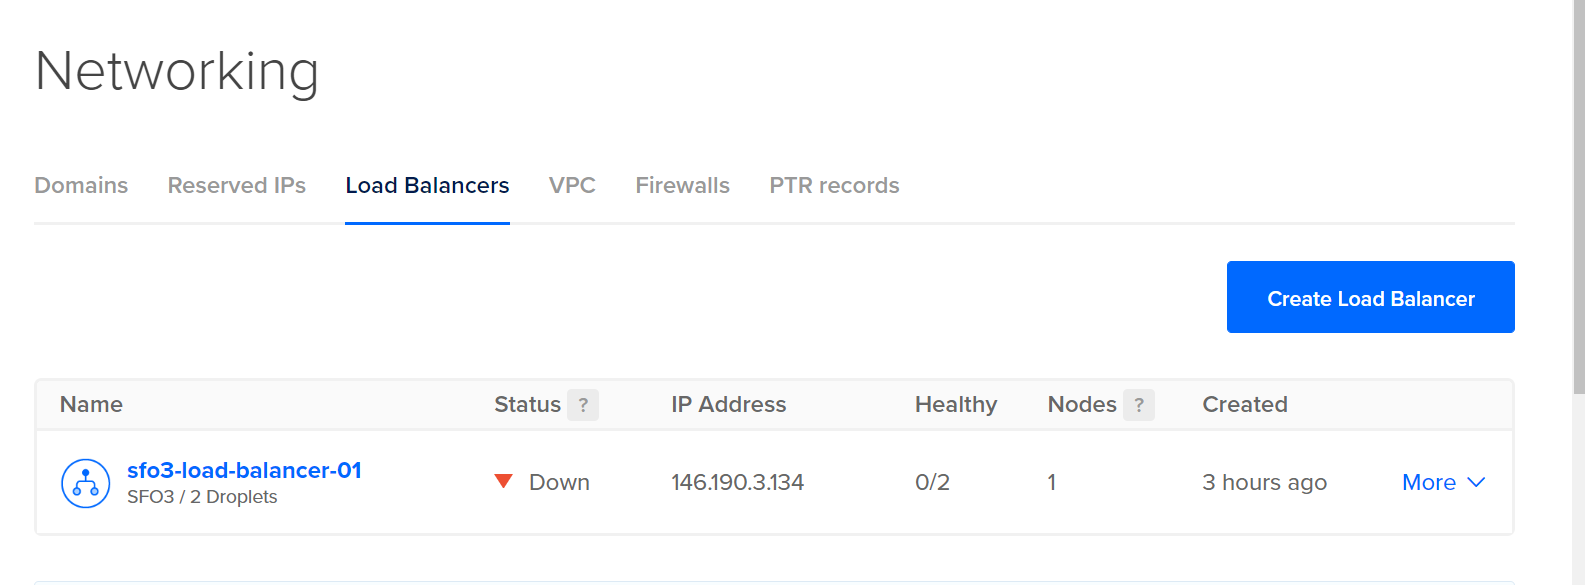 Networking
Domains Reserved IPs Load Balancers VPC Firewalls PTR records
Create Load Balancer
Name Status ? IP Address Healthy Nodes ? Created
sfo3-load-balancer-01
SFO3 / 2 Droplets
Down 146.190.3.134 0/2 1 3 hours ago More